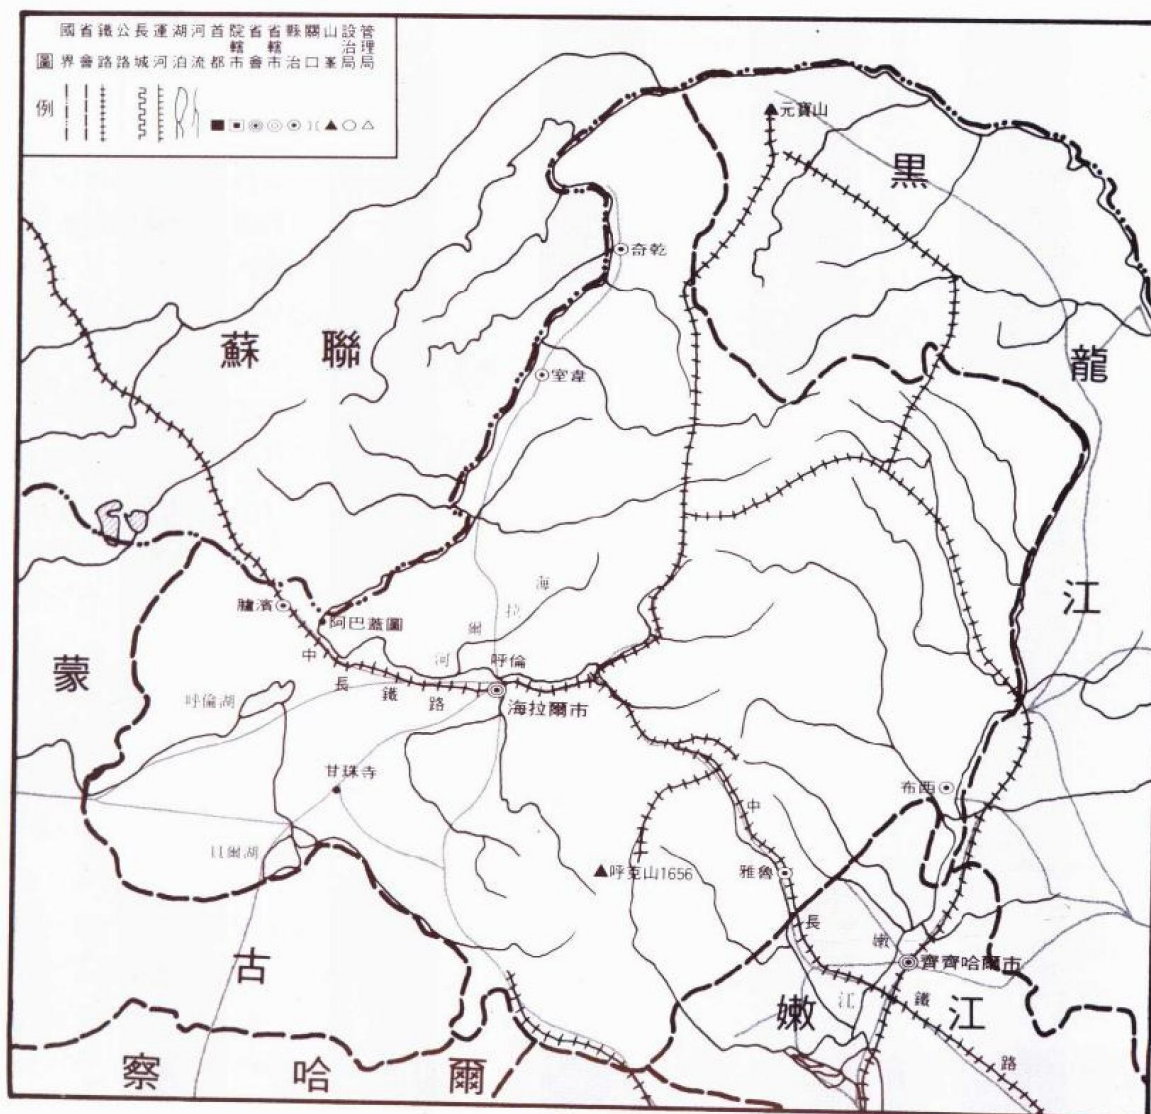 圖例
國界
省會
鐵路
公路
長城
運河
湖泊
河流
首都
院轄市
省會
省轄市
縣治
關口
山峯
設治局
管理局
元寶山
黑
奇乾
蘇聯
龍
室韋
江
海拉爾河
臚濱
阿巴蓋圖
呼倫
中長鐵路
海拉爾市
蒙
呼倫湖
甘珠寺
布西
貝爾湖
呼克山1656
雅魯
中長鐵路
嫩江
齊齊哈爾市
古
嫩江
察哈爾